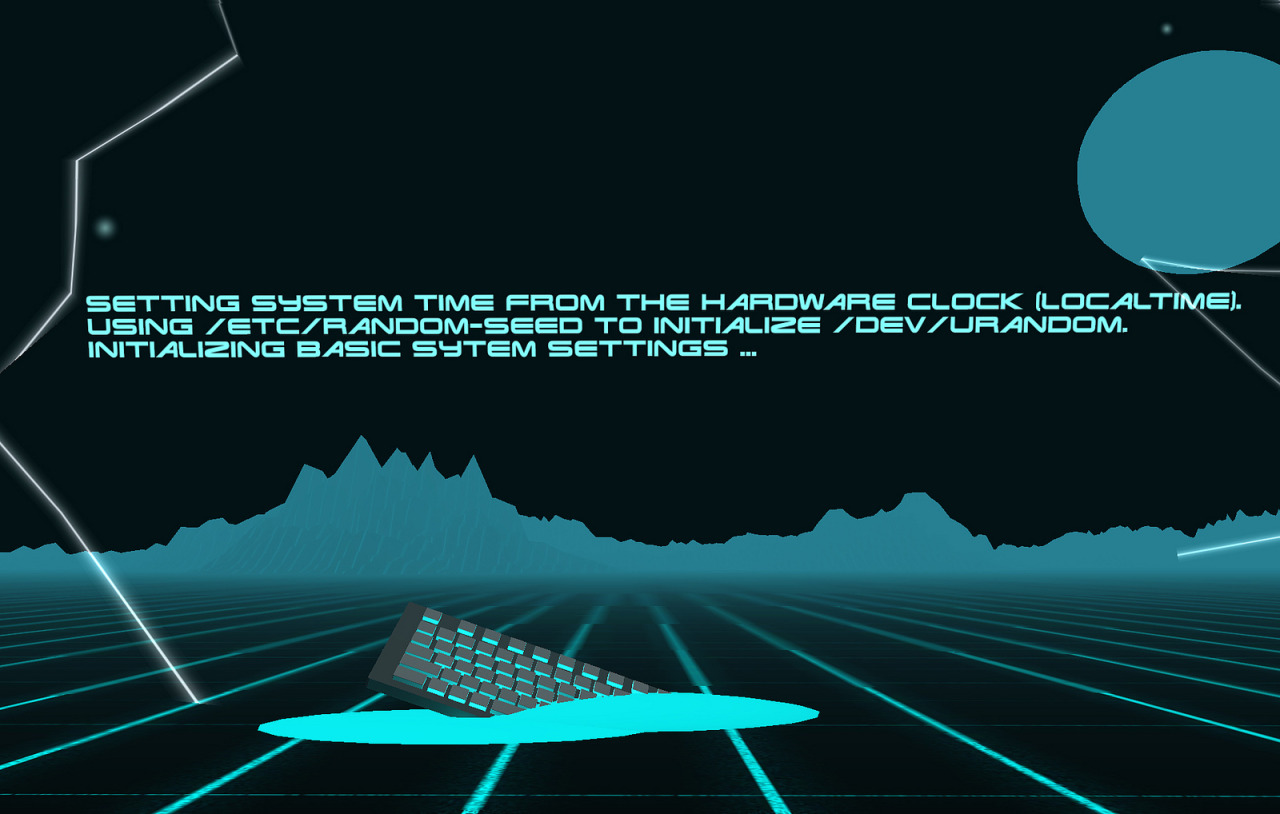 SETTING SYSTEM TIME FROM THE HARDWARE CLOCK (LOCALTIME).
USING /ETC/RANDOM-SEED TO INITIALIZE /DEV/URANDOM.
INITIALIZING BASIC SYTEM SETTINGS ...